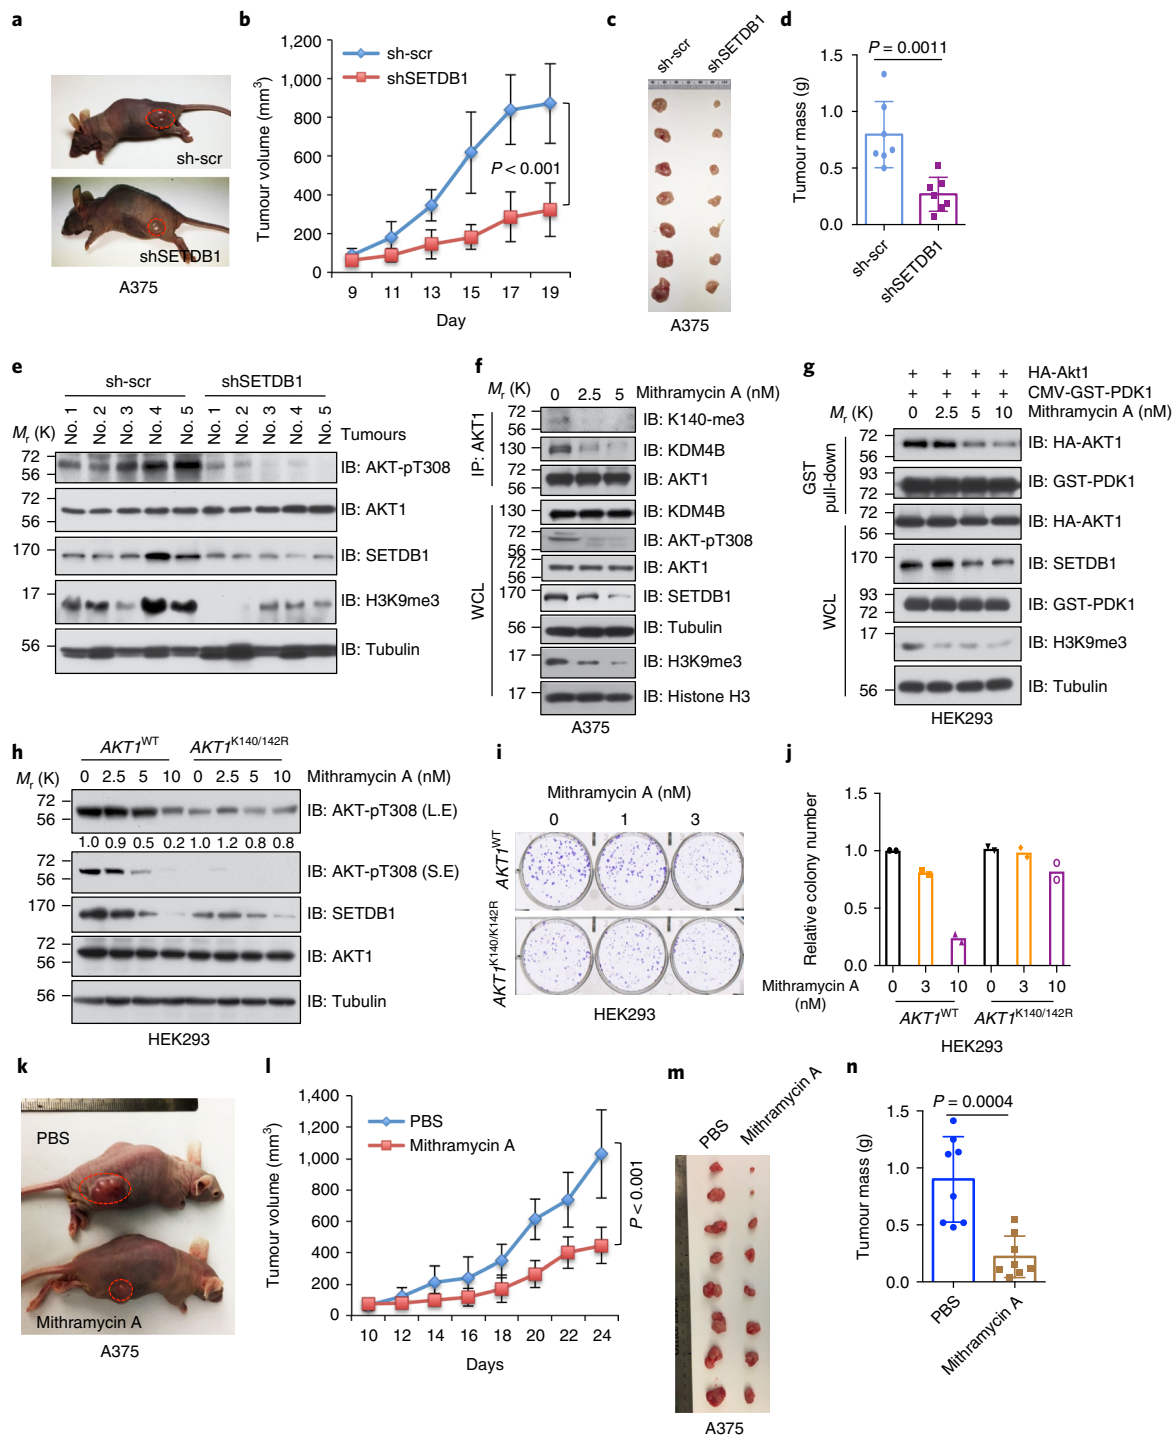 a
sh-scr
shSETDB1
A375
b
1,200
1,000
800
600
400
200
0
Tumour volume (mm³)
sh-scr
shSETDB1
P < 0.001
9 11 13 15 17 19
Day
c
sh-scr shSETDB1
A375
d
P = 0.0011
1.5
1.0
0.5
0.0
Tumour mass (g)
sh-scr shSETDB1
e
sh-scr shSETDB1
Mr (K) No. 1 No. 2 No. 3 No. 4 No. 5 No. 1 No. 2 No. 3 No. 4 No. 5 Tumours
72
56
IB: AKT-pT308
72
56
IB: AKT1
170
IB: SETDB1
17
IB: H3K9me3
56
IB: Tubulin
f
Mr (K) 0 2.5 5 Mithramycin A (nM)
IP: AKT1
72
56
IB: K140-me3
130
IB: KDM4B
72
56
IB: AKT1
WCL
130
IB: KDM4B
72
56
IB: AKT-pT308
72
56
IB: AKT1
170
IB: SETDB1
56
IB: Tubulin
17
IB: H3K9me3
17
IB: Histone H3
A375
g
+ + + + HA-Akt1
+ + + + CMV-GST-PDK1
Mr (K) 0 2.5 5 10 Mithramycin A (nM)
GST pull-down
72
56
IB: HA-AKT1
93
72
IB: GST-PDK1
WCL
72
56
IB: HA-AKT1
170
IB: SETDB1
93
72
IB: GST-PDK1
17
IB: H3K9me3
56
IB: Tubulin
HEK293
h
AKT1WT AKT1K140/142R
Mr (K) 0 2.5 5 10 0 2.5 5 10 Mithramycin A (nM)
72
56
IB: AKT-pT308 (L.E)
1.0 0.9 0.5 0.2 1.0 1.2 0.8 0.8
72
56
IB: AKT-pT308 (S.E)
170
IB: SETDB1
72
56
IB: AKT1
56
IB: Tubulin
HEK293
i
Mithramycin A (nM)
0 1 3
AKT1WT
AKT1K140/K142R
HEK293
j
1.5
1.0
0.5
0.0
Relative colony number
Mithramycin A (nM) 0 3 10 0 3 10
AKT1WT AKT1K140/142R
HEK293
k
PBS
Mithramycin A
A375
l
1,400
1,200
1,000
800
600
400
200
0
Tumour volume (mm³)
PBS
Mithramycin A
P < 0.001
10 12 14 16 18 20 22 24
Days
m
PBS Mithramycin A
A375
n
P = 0.0004
1.5
1.0
0.5
0.0
Tumour mass (g)
PBS Mithramycin A